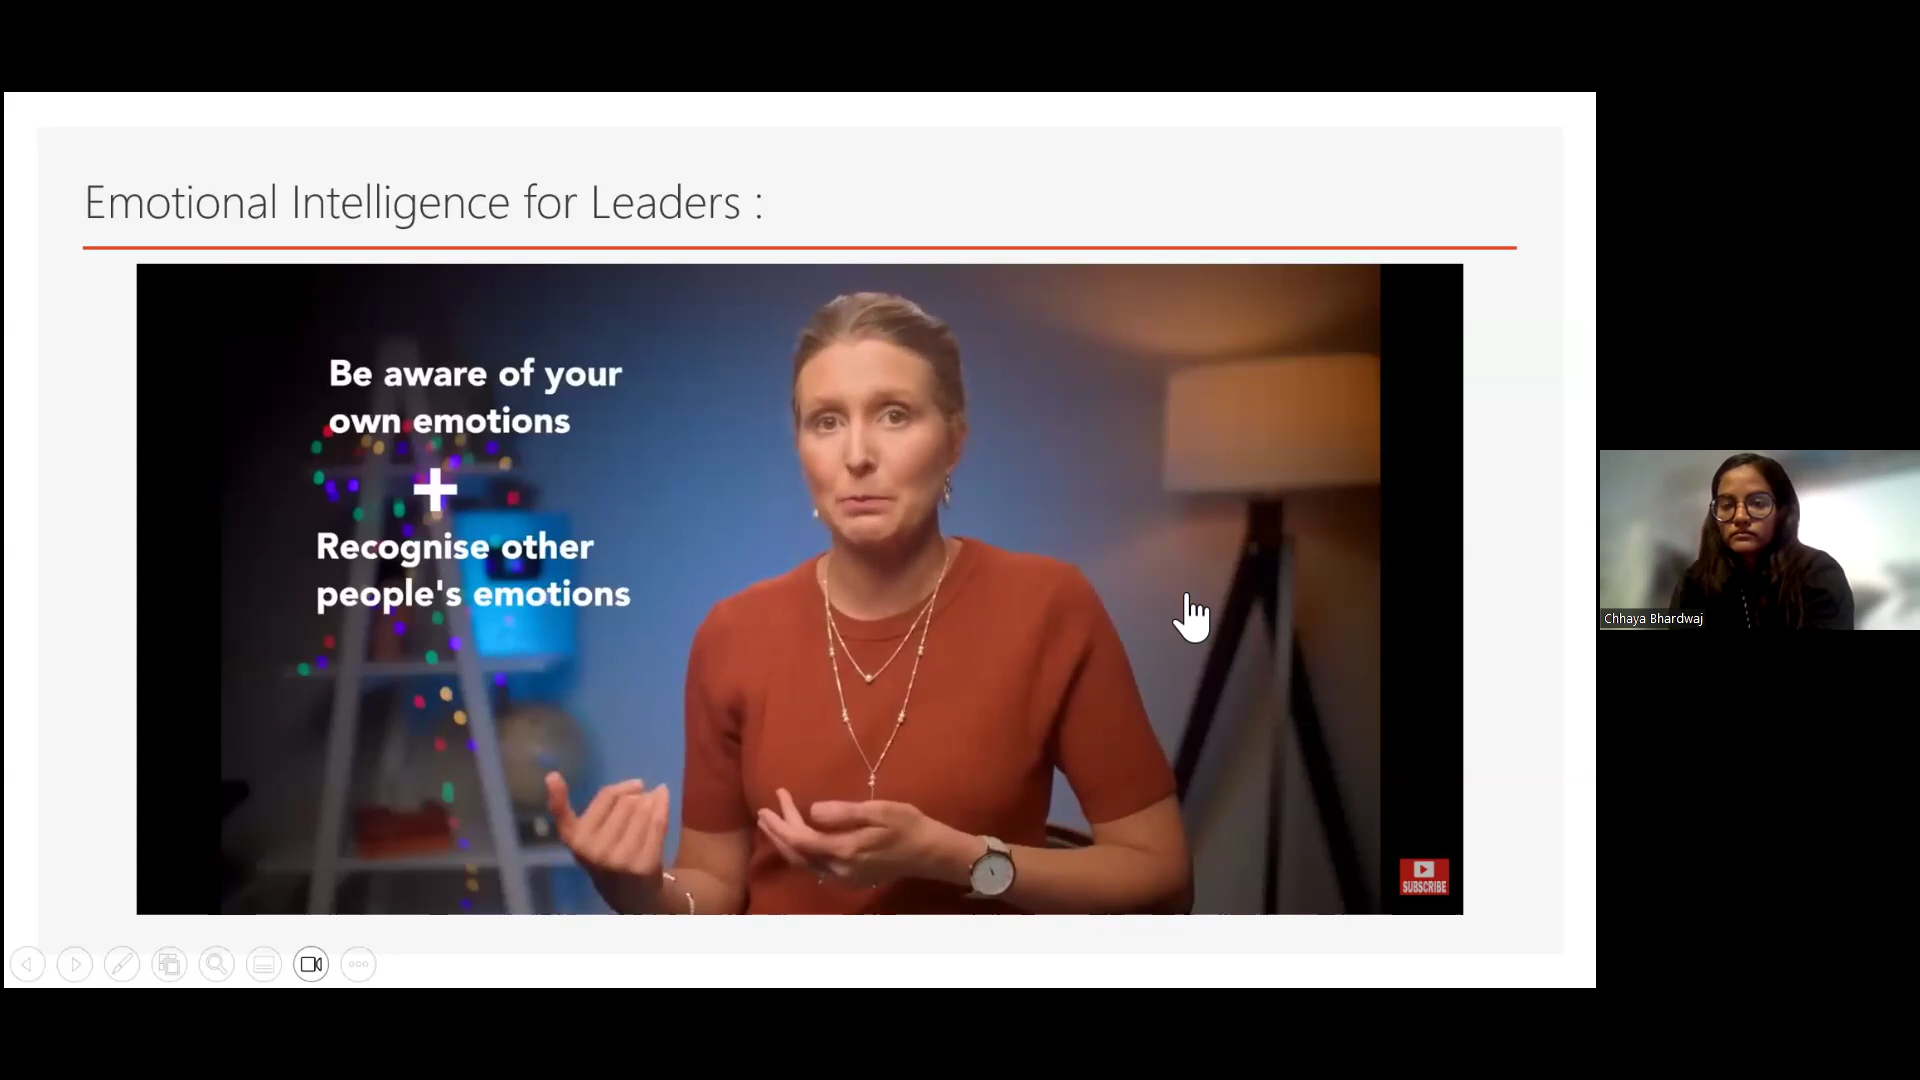 Emotional Intelligence for Leaders :
Be aware of your
own emotions
+
Recognise other
people's emotions
SUBSCRIBE
Chhaya Bhardwaj